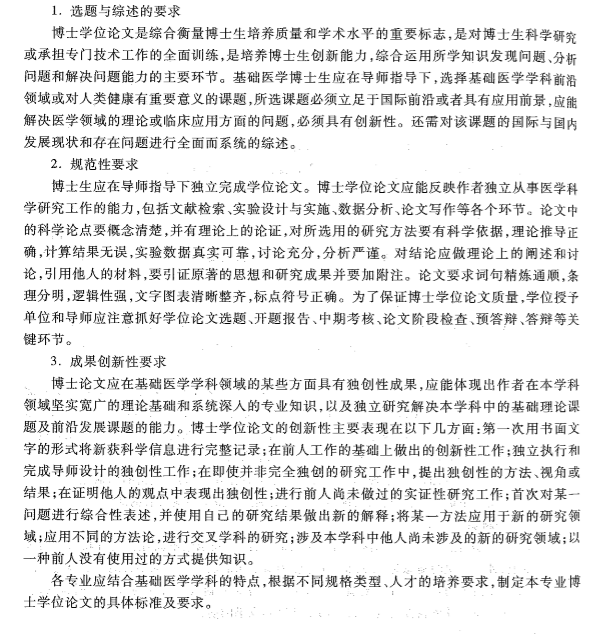 1. 选题与综述的要求
博士学位论文是综合衡量博士生培养质量和学术水平的重要标志,是对博士生科学研究
或承担专门技术工作的全面训练,是培养博士生创新能力,综合运用所学知识发现问题、分析
问题和解决问题能力的主要环节。基础医学博士生应在导师指导下,选择基础医学学科前沿
领域或对人类健康有重要意义的课题,所选课题必须立足于国际前沿或者具有应用前景,应能
解决医学领域的理论或临床应用方面的问题,必须具有创新性。还需对该课题的国际与国内
发展现状和存在问题进行全面而系统的综述。
2. 规范性要求
博士生应在导师指导下独立完成学位论文。博士学位论文应能反映作者独立从事医学科
学研究工作的能力,包括文献检索、实验设计与实施、数据分析、论文写作等各个环节。论文中
的科学论点要概念清楚,并有理论上的论证,对所选用的研究方法要有科学依据,理论推导正
确,计算结果无误,实验数据真实可靠,讨论充分,分析严谨。对结论应做理论上的阐述和讨
论,引用他人的材料,要引证原著的思想和研究成果并要加附注。论文要求词句精炼通顺,条
理分明,逻辑性强,文字图表清晰整齐,标点符号正确。为了保证博士学位论文质量,学位授予
单位和导师应注意抓好学位论文选题、开题报告、中期考核、论文阶段检查、预答辩、答辩等关
键环节。
3. 成果创新性要求
博士论文应在基础医学学科领域的某些方面具有独创性成果,应能体现出作者在本学科
领域坚实宽广的理论基础和系统深入的专业知识,以及独立研究解决本学科中的基础理论课
题及前沿发展课题的能力。博士学位论文的创新性主要表现在以下几方面:第一次用书面文
字的形式将新获科学信息进行完整记录;在前人工作的基础上做出的创新性工作;独立执行和
完成导师设计的独创性工作;在即使并非完全独创的研究工作中,提出独创性的方法、视角或
结果;在证明他人的观点中表现出独创性;进行前人尚未做过的实证性研究工作;首次对某一
问题进行综合性表述,并使用自己的研究结果做出新的解释;将某一方法应用于新的研究领
域;应用不同的方法论,进行交叉学科的研究;涉及本学科中他人尚未涉及的新的研究领域;以
一种前人没有使用过的方式提供知识。
各专业应结合基础医学学科的特点,根据不同规格类型、人才的培养要求,制定本专业博
士学位论文的具体标准及要求。